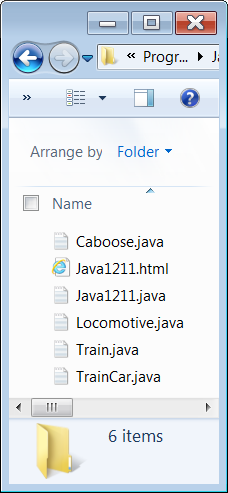 « Progr... ▸ Ja
»
Arrange by Folder ▾
Name
Caboose.java
Java1211.html
Java1211.java
Locomotive.java
Train.java
TrainCar.java
6 items